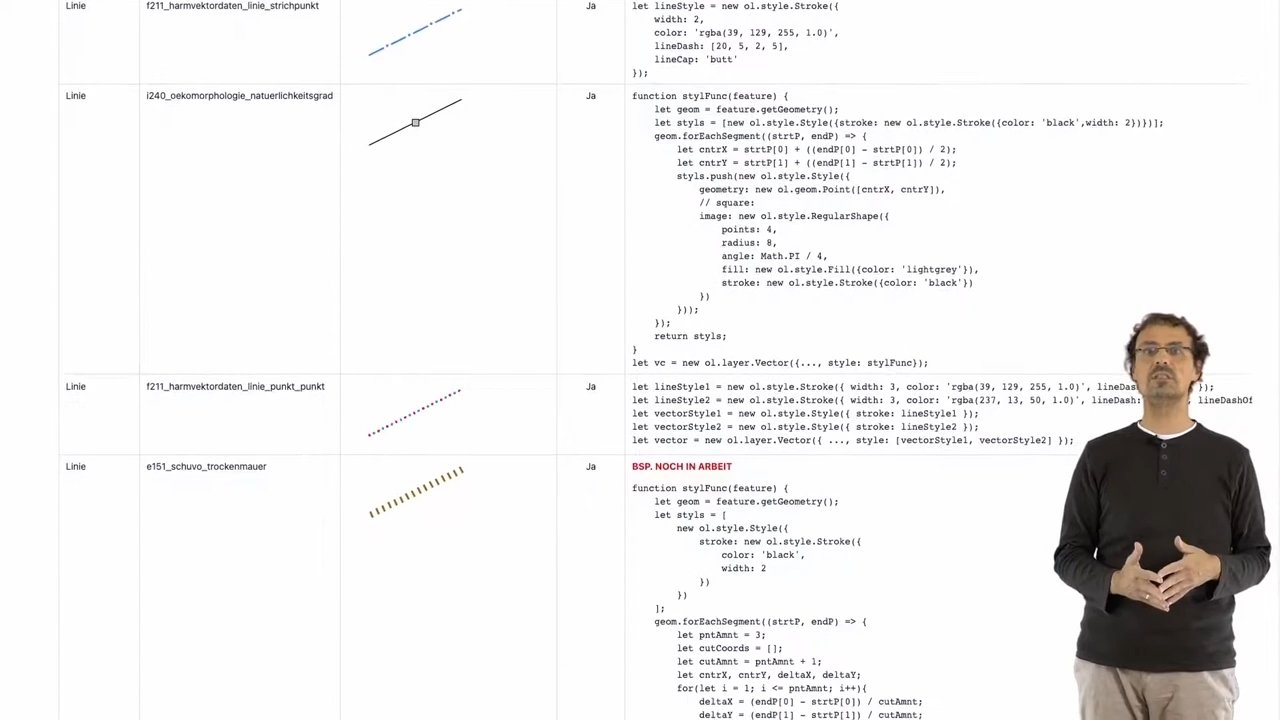 Linie
f211_harmvektordaten_linie_strichpunkt
Ja
let lineStyle = new ol.Stroke({
width: 2,
color: 'rgba(39, 129, 255, 1.0)',
lineDash: [20, 5, 2, 5],
lineCap: 'butt'
});
Linie
i240_oekomorphologie_natuerlichkeitsgrad
Ja
function stylFunc(feature) {
let geom = feature.getGeometry();
let styls = [new ol.style.Style({stroke: new ol.style.Stroke({color: 'black',width: 2})})];
geom.forEachSegment((strtP, endP) => {
let cntrX = strtP[0] + ((endP[0] - strtP[0]) / 2);
let cntrY = strtP[1] + ((endP[1] - strtP[1]) / 2);
styls.push(new ol.style.Style({
geometry: new ol.geom.Point([cntrX, cntrY]),
// square:
image: new ol.style.RegularShape({
points: 4,
radius: 8,
angle: Math.PI / 4,
fill: new ol.style.Fill({color: 'lightgrey'}),
stroke: new ol.style.Stroke({color: 'black'})
})
}));
});
return styls;
}
let vc = new ol.layer.Vector({..., style: stylFunc});
Linie
f211_harmvektordaten_linie_punkt_punkt
Ja
let lineStyle1 = new ol.style.Stroke({ width: 3, color: 'rgba(39, 129, 255, 1.0)', lineDas });
let lineStyle2 = new ol.style.Stroke({ width: 3, color: 'rgba(237, 13, 50, 1.0)', lineDash: lineDashOf
let vectorStyle1 = new ol.style.Style({ stroke: lineStyle1 });
let vectorStyle2 = new ol.style.Style({ stroke: lineStyle2 });
let vector = new ol.layer.Vector({ ..., style: [vectorStyle1, vectorStyle2] });
Linie
e151_schuvo_trockenmauer
Ja
BSP. NOCH IN ARBEIT
function stylFunc(feature) {
let geom = feature.getGeometry();
let styls = [
new ol.style.Style({
stroke: new ol.style.Stroke({
color: 'black',
width: 2
})
})
];
geom.forEachSegment((strtP, endP) => {
let pntAmnt = 3;
let cutCoords = [];
let cutAmt = pntAmnt + 1;
let cntrX, cntrY, deltaX, deltaY;
for(let i = 1; i <= pntAmnt; i++){
deltaX = (endP[0] - strtP[0]) / cutAmnt;
deltaY = (endP[1] - strtP[1]) / cutAmnt;